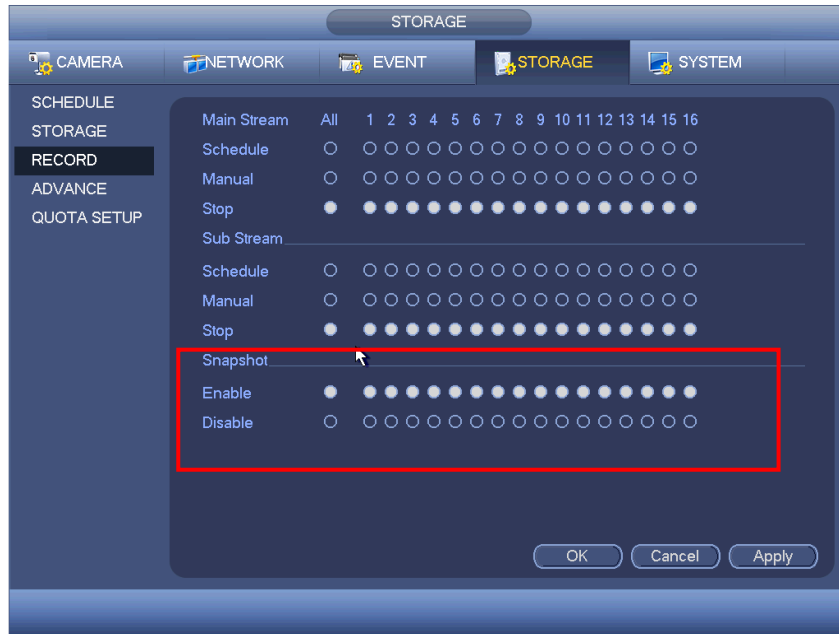 STORAGE
CAMERA NETWORK EVENT STORAGE SYSTEM
SCHEDULE
STORAGE
RECORD
ADVANCE
QUOTA SETUP
Main Stream All 1 2 3 4 5 6 7 8 9 10 11 12 13 14 15 16
Schedule
Manual
Stop
Sub Stream
Schedule
Manual
Stop
Snapshot
Enable
Disable
OK Cancel Apply